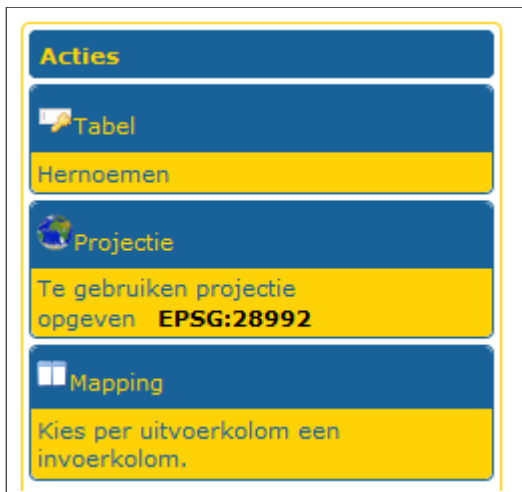 Acties
Tabel
Hernoemen
Projectie
Te gebruiken projectie
opgeven EPSG:28992
Mapping
Kies per uitvoerkolom een
invoerkolom.